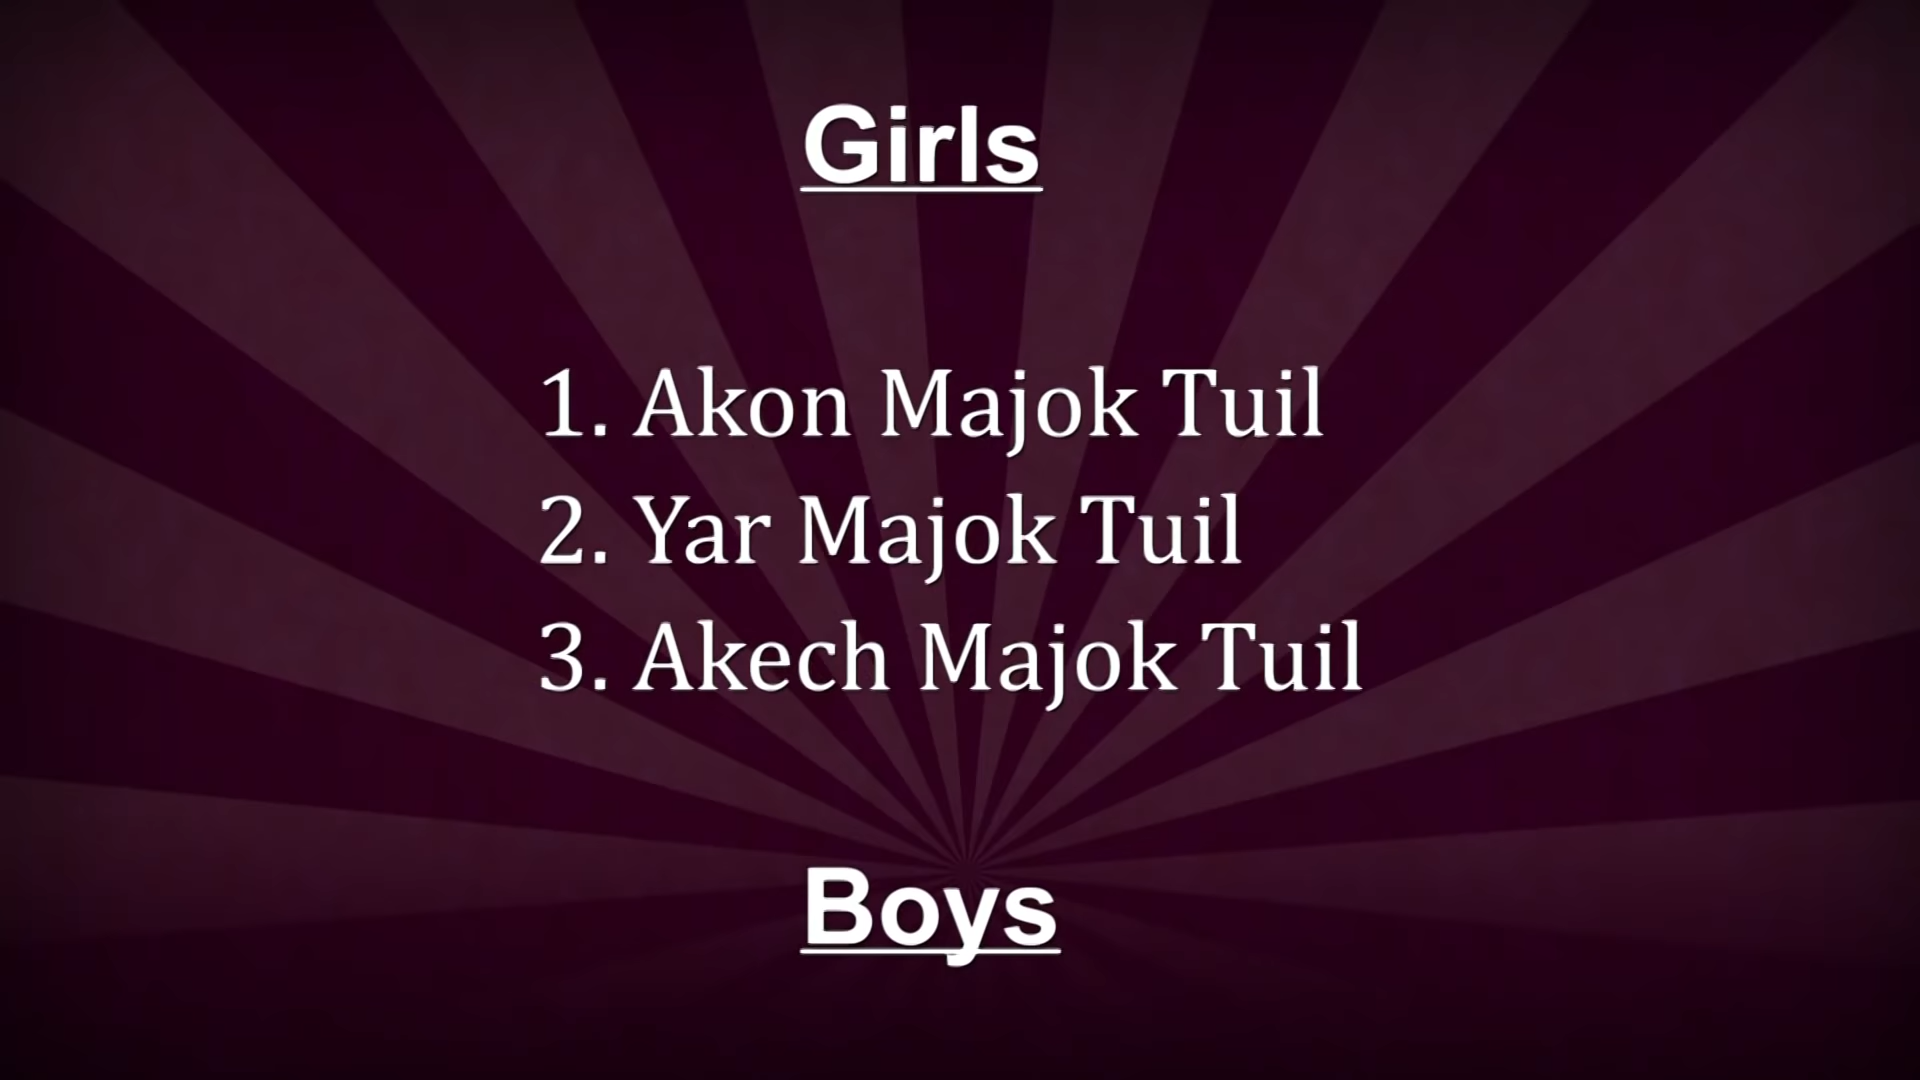 Girls
1. Akon Majok Tuil
2. Yar Majok Tuil
3. Akech Majok Tuil
Boys